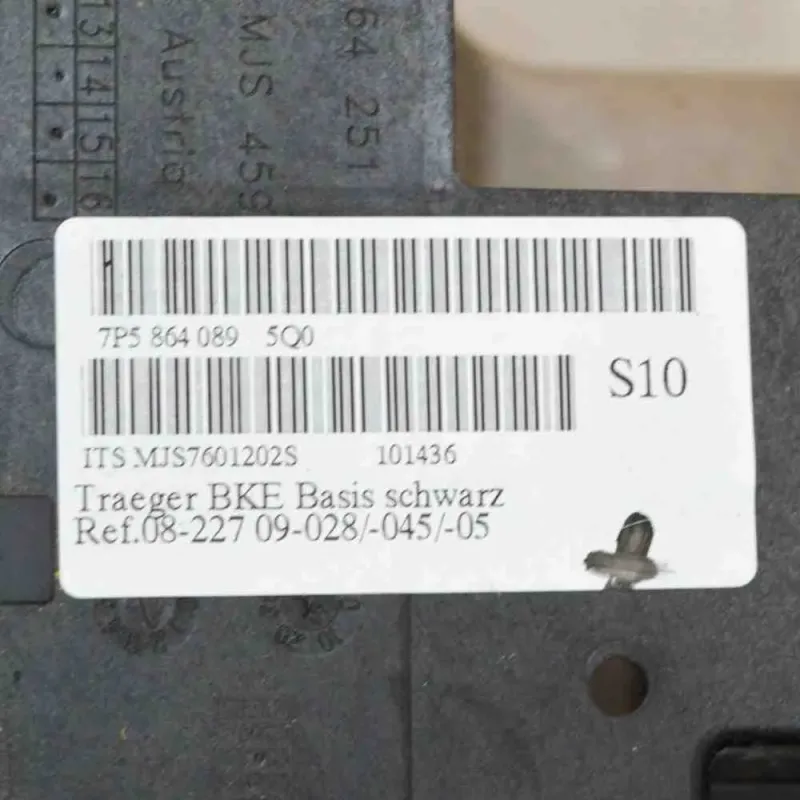 13 14 15 16
Austria
MJS 459
64 251
7P5 864 089 5Q0
S10
ITS MJS7601202S 101436
Traeger BKE Basis schwarz
Ref.08-227 09-028/-045/-05